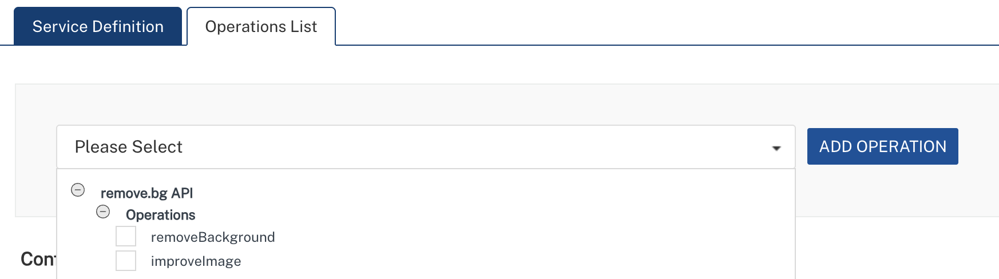 Service Definition
Operations List
Please Select
ADD OPERATION
remove.bg API
Operations
removeBackground
improveImage